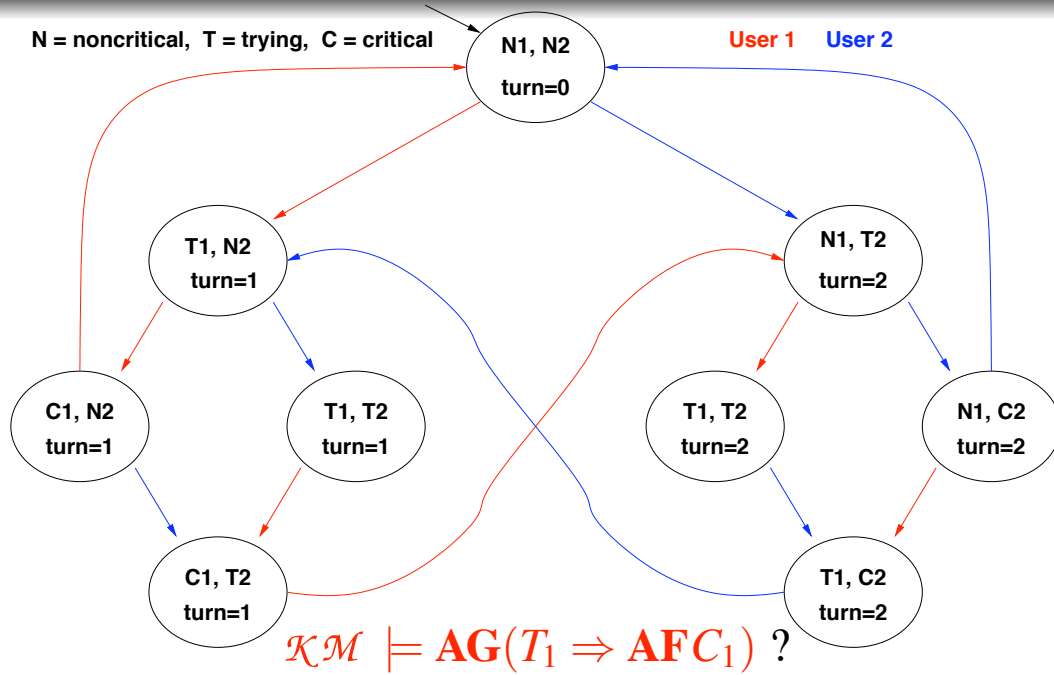 N = noncritical, T = trying, C = critical
User 1 User 2
N1, N2
turn=0
T1, N2
turn=1
N1, T2
turn=2
C1, N2
turn=1
T1, T2
turn=1
T1, T2
turn=2
N1, C2
turn=2
C1, T2
turn=1
T1, C2
turn=2
𝒦ℳ ⊨ AG(T₁ ⇒ AFC₁) ?